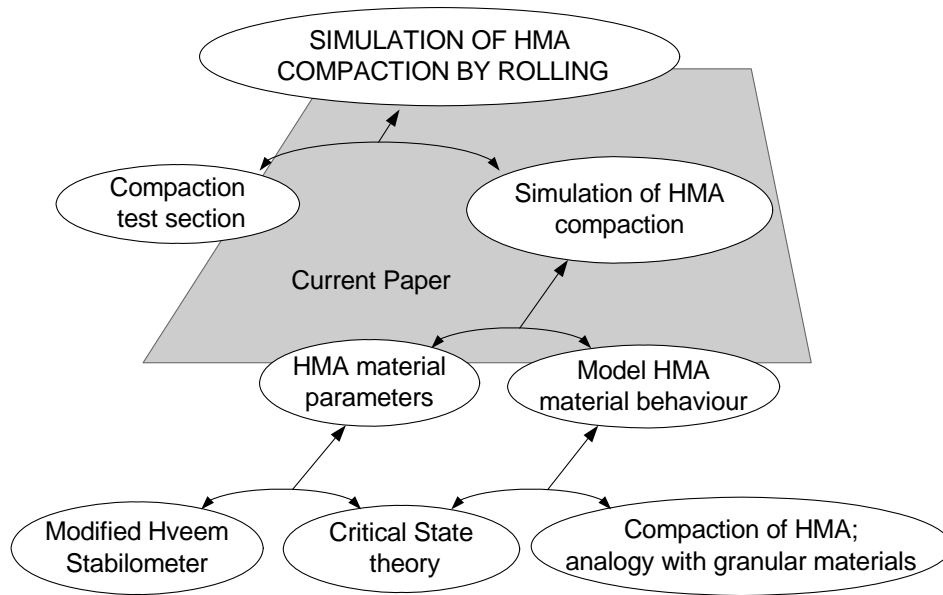 SIMULATION OF HMA
COMPACTION BY ROLLING
Compaction
test section
Simulation of HMA
compaction
Current Paper
HMA material
parameters
Model HMA
material behaviour
Modified Hveem
Stabilometer
Critical State
theory
Compaction of HMA;
analogy with granular materials